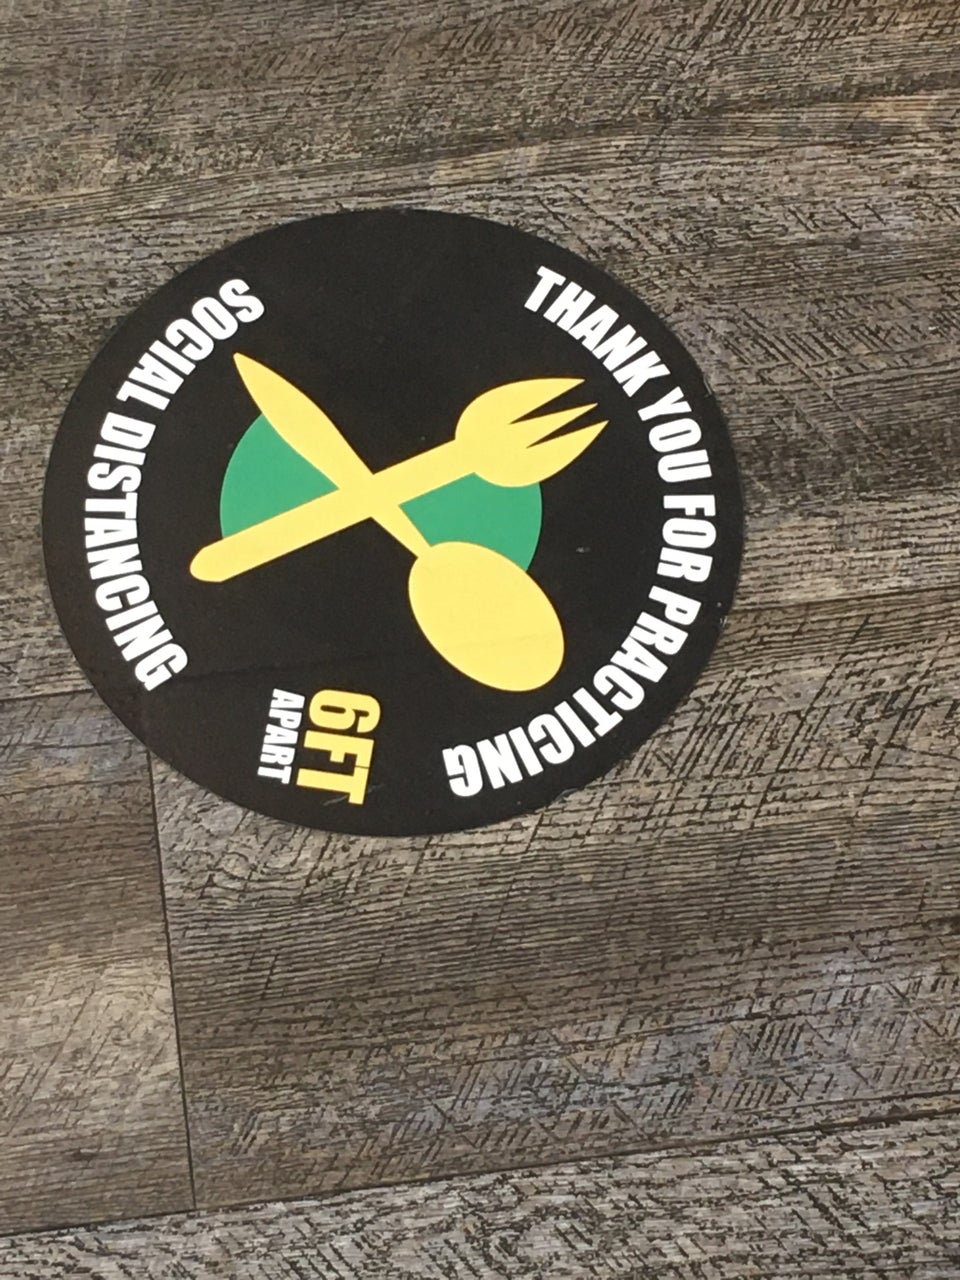 THANK YOU FOR PRACTICING
SOCIAL DISTANCING
6FT
APART